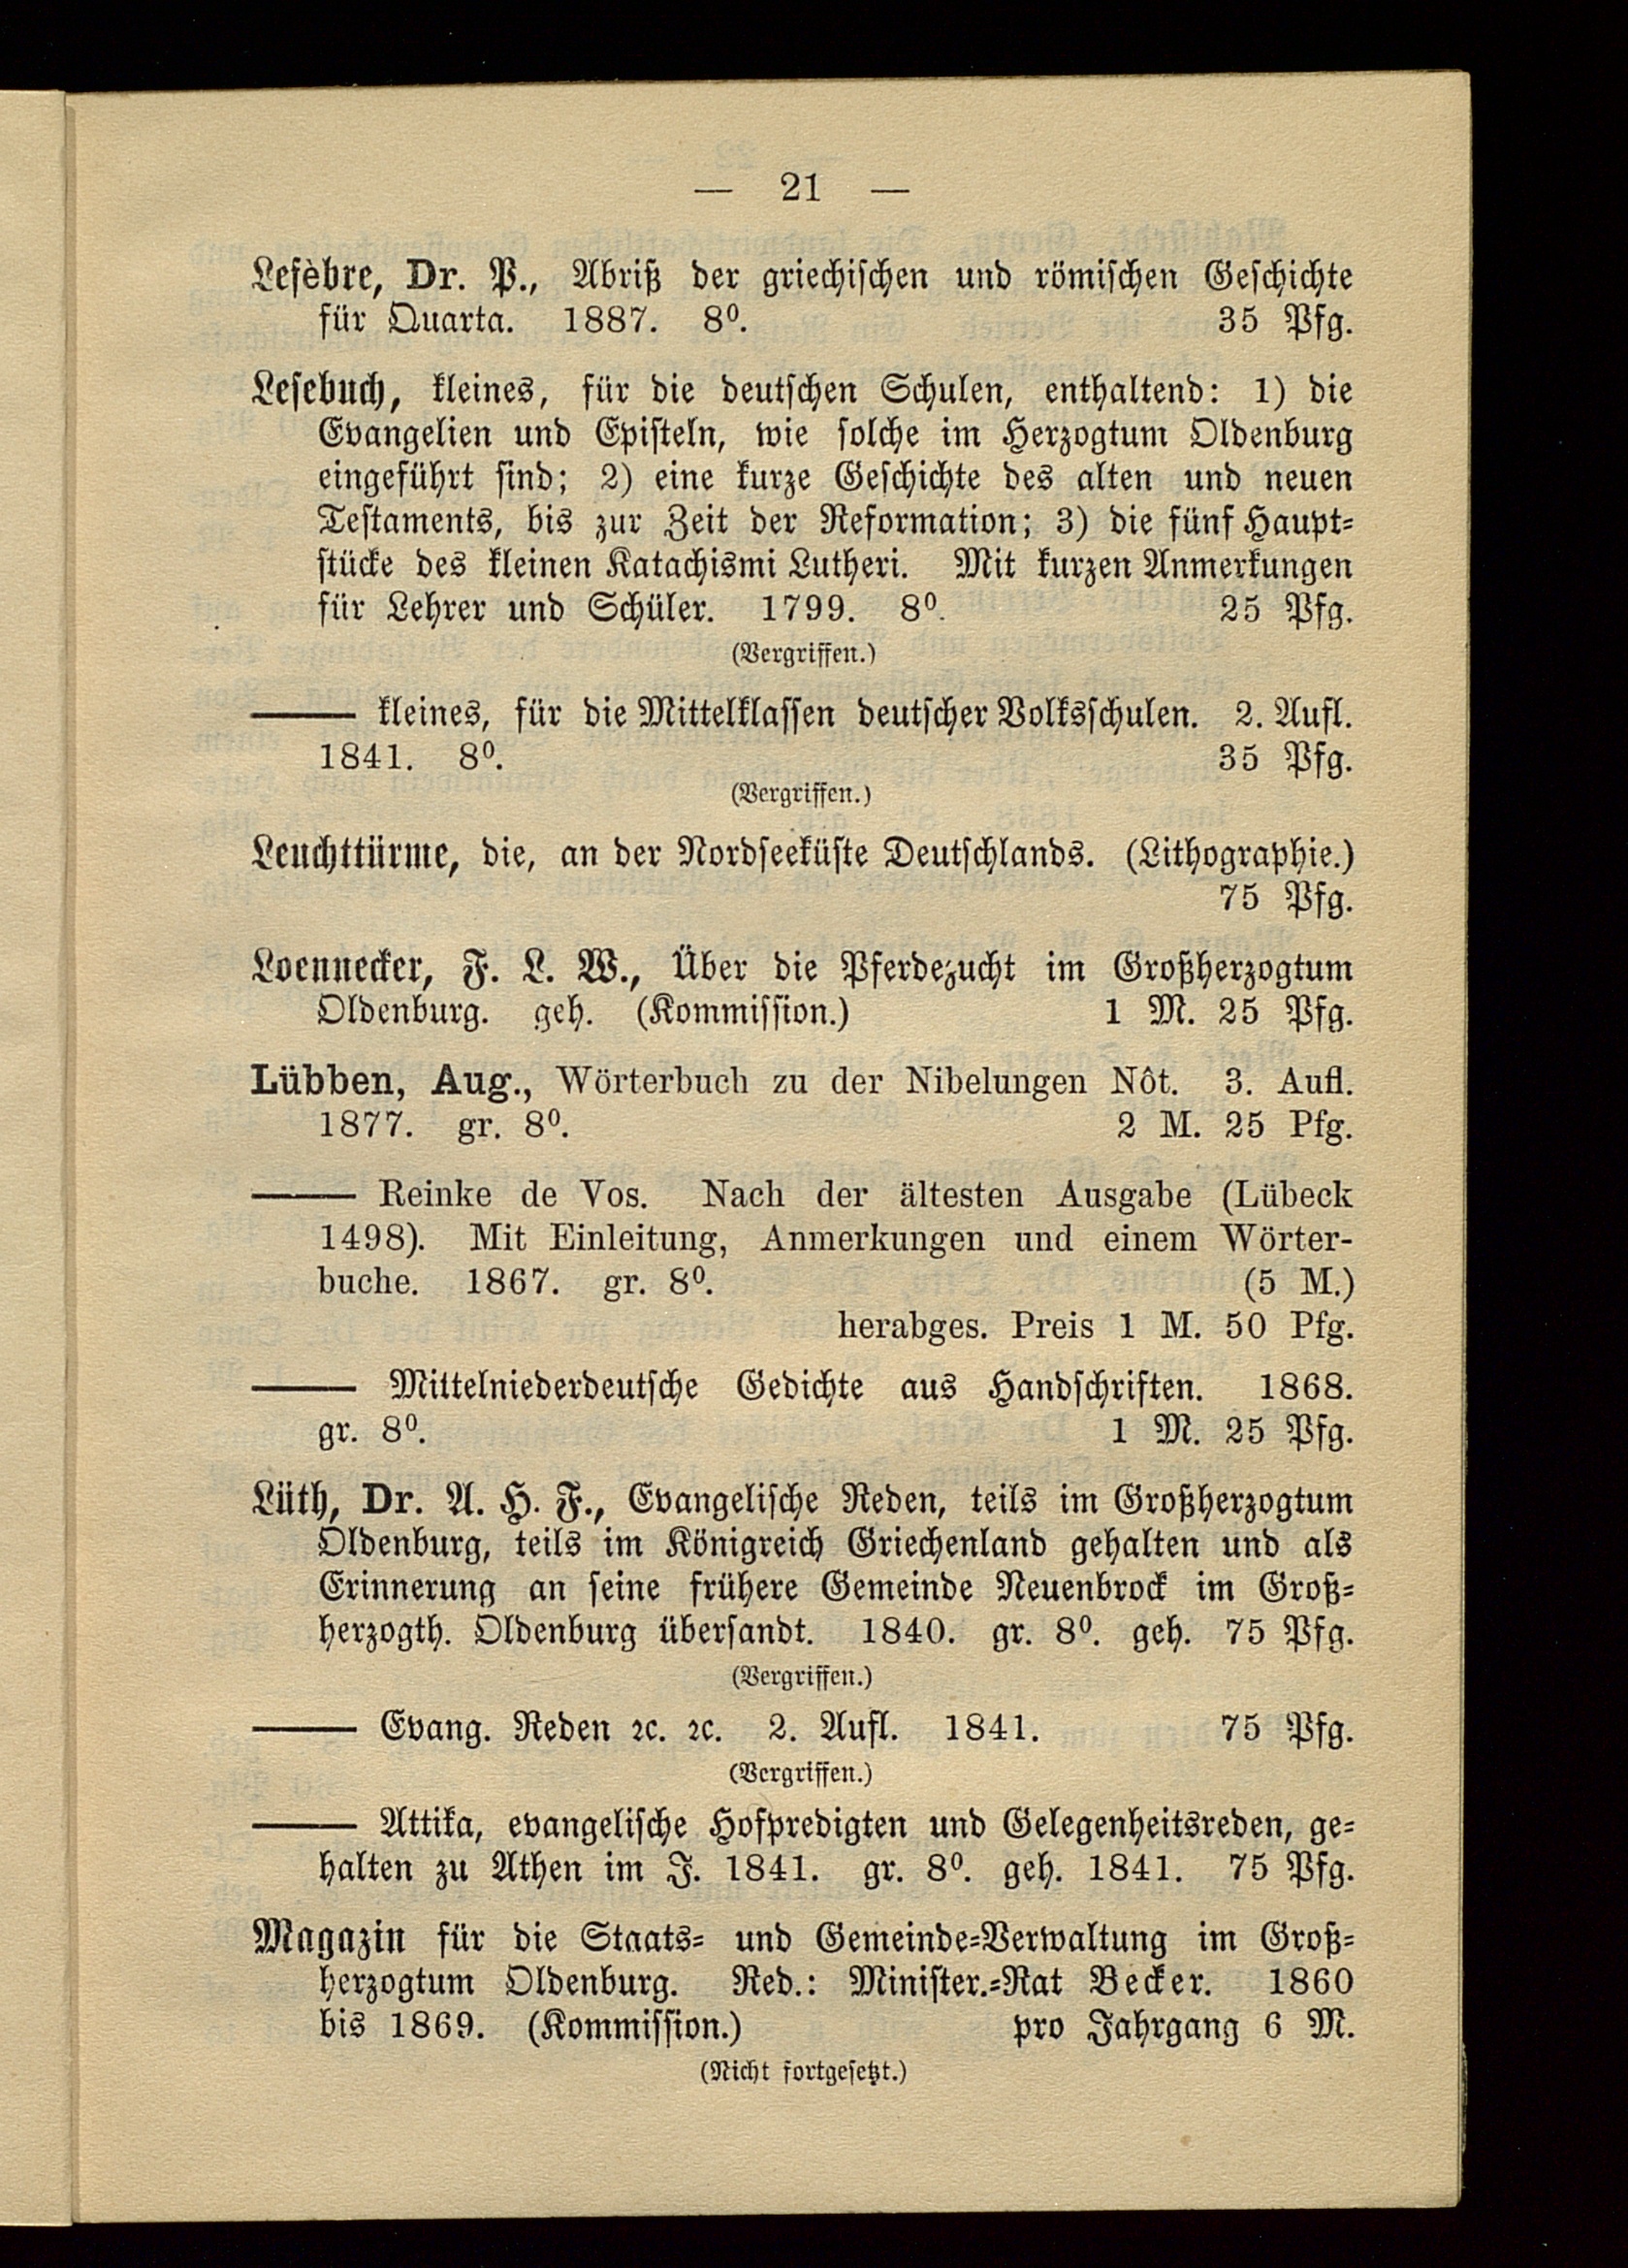 — 21 —
Lefèbre, Dr. P., Abriß der griechischen und römischen Geschichte
für Quarta. 1887. 8⁰. 35 Pfg.
Lesebuch, kleines, für die deutschen Schulen, enthaltend: 1) die
Evangelien und Episteln, wie solche im Herzogtum Oldenburg
eingeführt sind; 2) eine kurze Geschichte des alten und neuen
Testaments, bis zur Zeit der Reformation; 3) die fünf Haupt-
stücke des kleinen Katachismi Lutheri. Mit kurzen Anmerkungen
für Lehrer und Schüler. 1799. 8⁰. 25 Pfg.
(Vergriffen.)
—— kleines, für die Mittelklassen deutscher Volksschulen. 2. Aufl.
1841. 8⁰. 35 Pfg.
(Vergriffen.)
Leuchttürme, die, an der Nordseeküste Deutschlands. (Lithographie.)
75 Pfg.
Loennecker, F. L. W., Über die Pferdezucht im Großherzogtum
Oldenburg. geh. (Kommission.) 1 M. 25 Pfg.
Lübben, Aug., Wörterbuch zu der Nibelungen Nôt. 3. Aufl.
1877. gr. 8⁰. 2 M. 25 Pfg.
—— Reinke de Vos. Nach der ältesten Ausgabe (Lübeck
1498). Mit Einleitung, Anmerkungen und einem Wörter-
buche. 1867. gr. 8⁰. (5 M.)
herabges. Preis 1 M. 50 Pfg.
—— Mittelniederdeutsche Gedichte aus Handschriften. 1868.
gr. 8⁰. 1 M. 25 Pfg.
Lüth, Dr. A. H. F., Evangelische Reden, teils im Großherzogtum
Oldenburg, teils im Königreich Griechenland gehalten und als
Erinnerung an seine frühere Gemeinde Neuenbrock im Groß-
herzogth. Oldenburg übersandt. 1840. gr. 8⁰. geh. 75 Pfg.
(Vergriffen.)
—— Evang. Reden ꝛc. ꝛc. 2. Aufl. 1841. 75 Pfg.
(Vergriffen.)
—— Attika, evangelische Hofpredigten und Gelegenheitsreden, ge-
halten zu Athen im J. 1841. gr. 8⁰. geh. 1841. 75 Pfg.
Magazin für die Staats- und Gemeinde-Verwaltung im Groß-
herzogtum Oldenburg. Red.: Minister.-Rat Becker. 1860
bis 1869. (Kommission.) pro Jahrgang 6 M.
(Nicht fortgesetzt.)